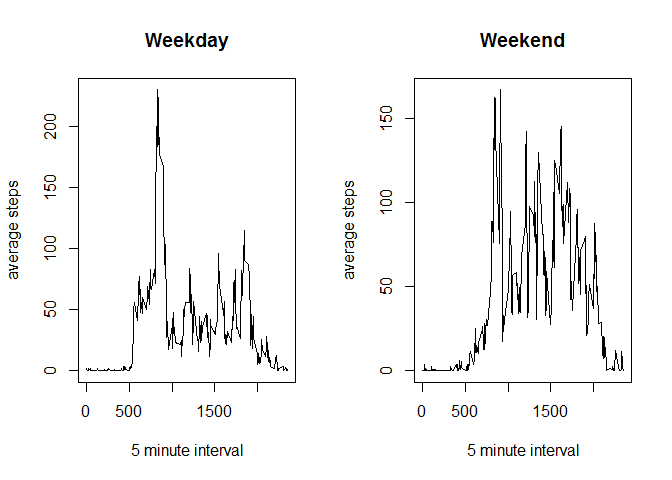 Weekday
average steps
0 50 100 150 200
0 500 1500
5 minute interval
Weekend
average steps
0 50 100 150
0 500 1500
5 minute interval